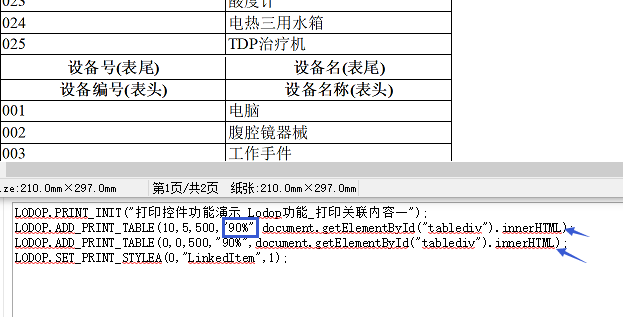 023 酸度计
024 电热三用水箱
025 TDP治疗机
设备号(表尾) 设备名(表尾)
设备编号(表头) 设备名称(表头)
001 电脑
002 腹腔镜器械
003 工作手件
ize:210.0mm×297.0mm 第1页/共2页 纸张:210.0mm×297.0mm
LODOP.PRINT_INIT("打印控件功能演示_Lodop功能_打印关联内容一");
LODOP.ADD_PRINT_TABLE(10,5,500,"90%",document.getElementById("tablediv").innerHTML);
LODOP.ADD_PRINT_TABLE(0,0,500,"90%",document.getElementById("tablediv").innerHTML);
LODOP.SET_PRINT_STYLEA(0,"LinkedItem",1);